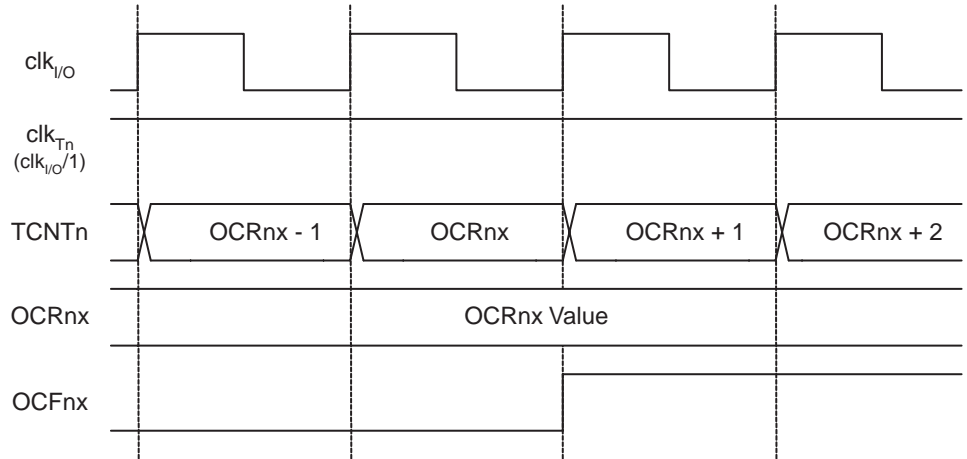 clkI/O
clkTn
(clkI/O/1)
TCNTn
OCRnx - 1
OCRnx
OCRnx + 1
OCRnx + 2
OCRnx
OCRnx Value
OCFnx